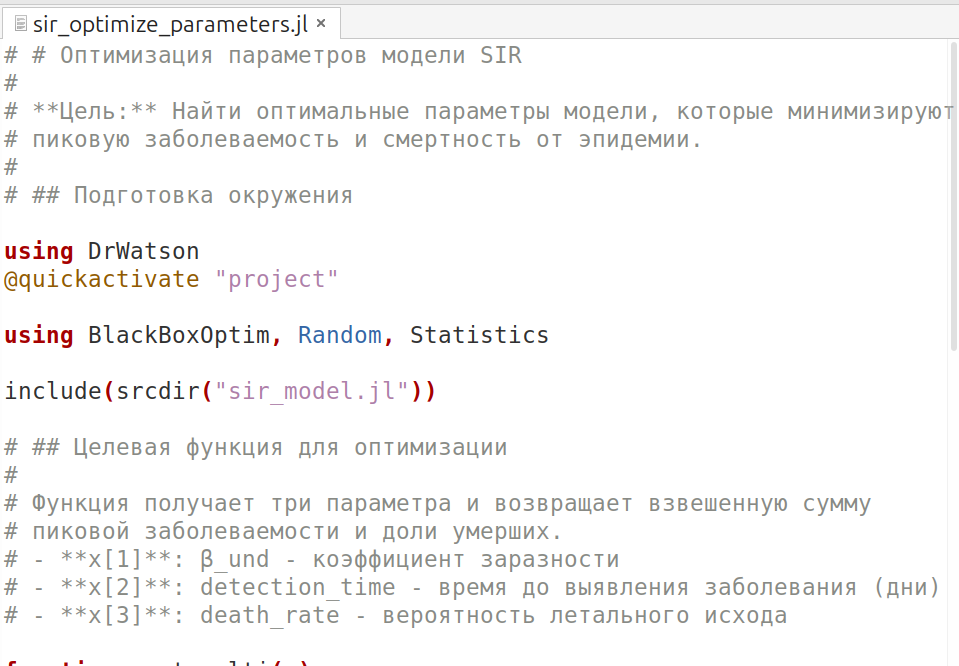 sir_optimize_parameters.jl ×
# # Оптимизация параметров модели SIR
#
# **Цель:** Найти оптимальные параметры модели, которые минимизируют
# пиковую заболеваемость и смертность от эпидемии.
#
# ## Подготовка окружения
using DrWatson
@quickactivate "project"
using BlackBoxOptim, Random, Statistics
include(srcdir("sir_model.jl"))
# ## Целевая функция для оптимизации
#
# Функция получает три параметра и возвращает взвешенную сумму
# пиковой заболеваемости и доли умерших.
# - **x[1]**: β_und - коэффициент заразности
# - **x[2]**: detection_time - время до выявления заболевания (дни)
# - **x[3]**: death_rate - вероятность летального исхода